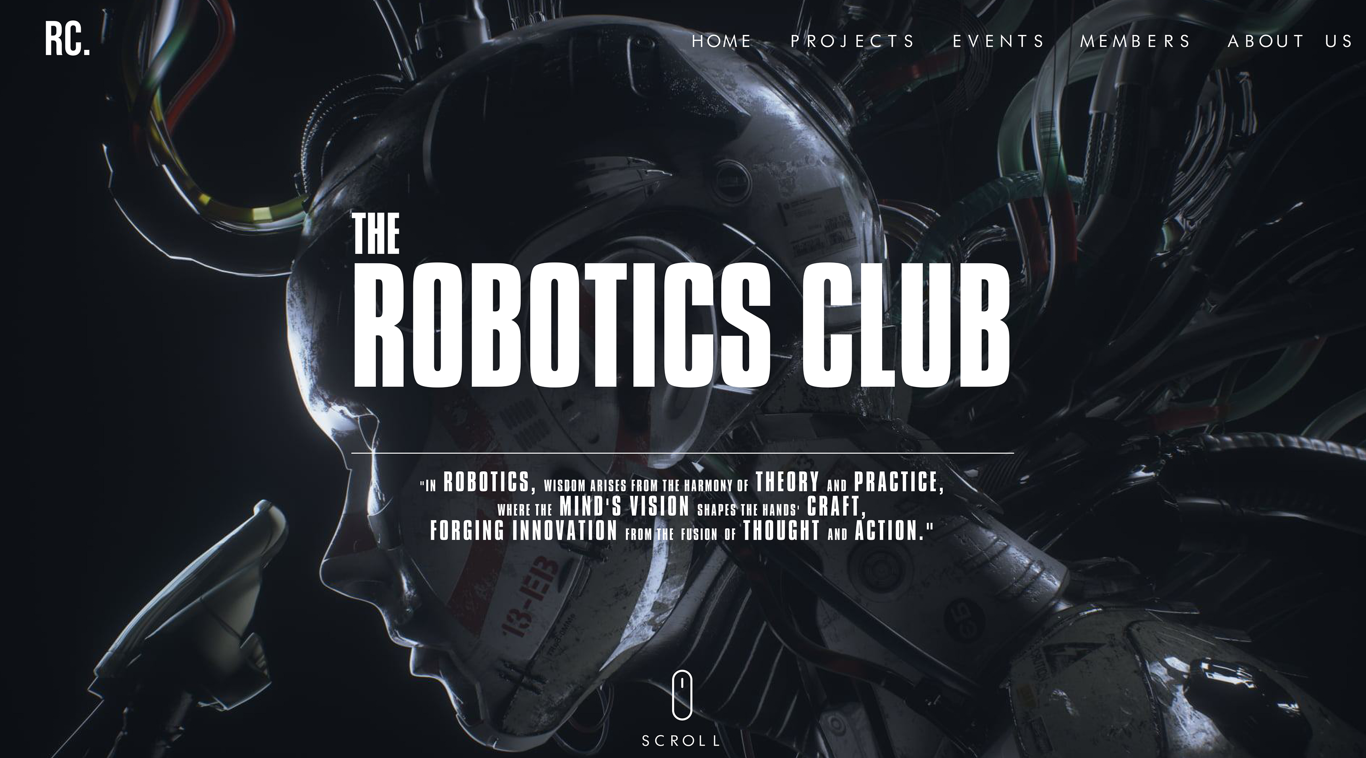 RC.
HOME PROJECTS EVENTS MEMBERS ABOUT US
THE
ROBOTICS CLUB
"IN ROBOTICS, WISDOM ARISES FROM THE HARMONY OF THEORY AND PRACTICE,
WHERE THE MIND'S VISION SHAPES THE HANDS' CRAFT,
FORGING INNOVATION FROM THE FUSION OF THOUGHT AND ACTION."
13-EB
SCROLL